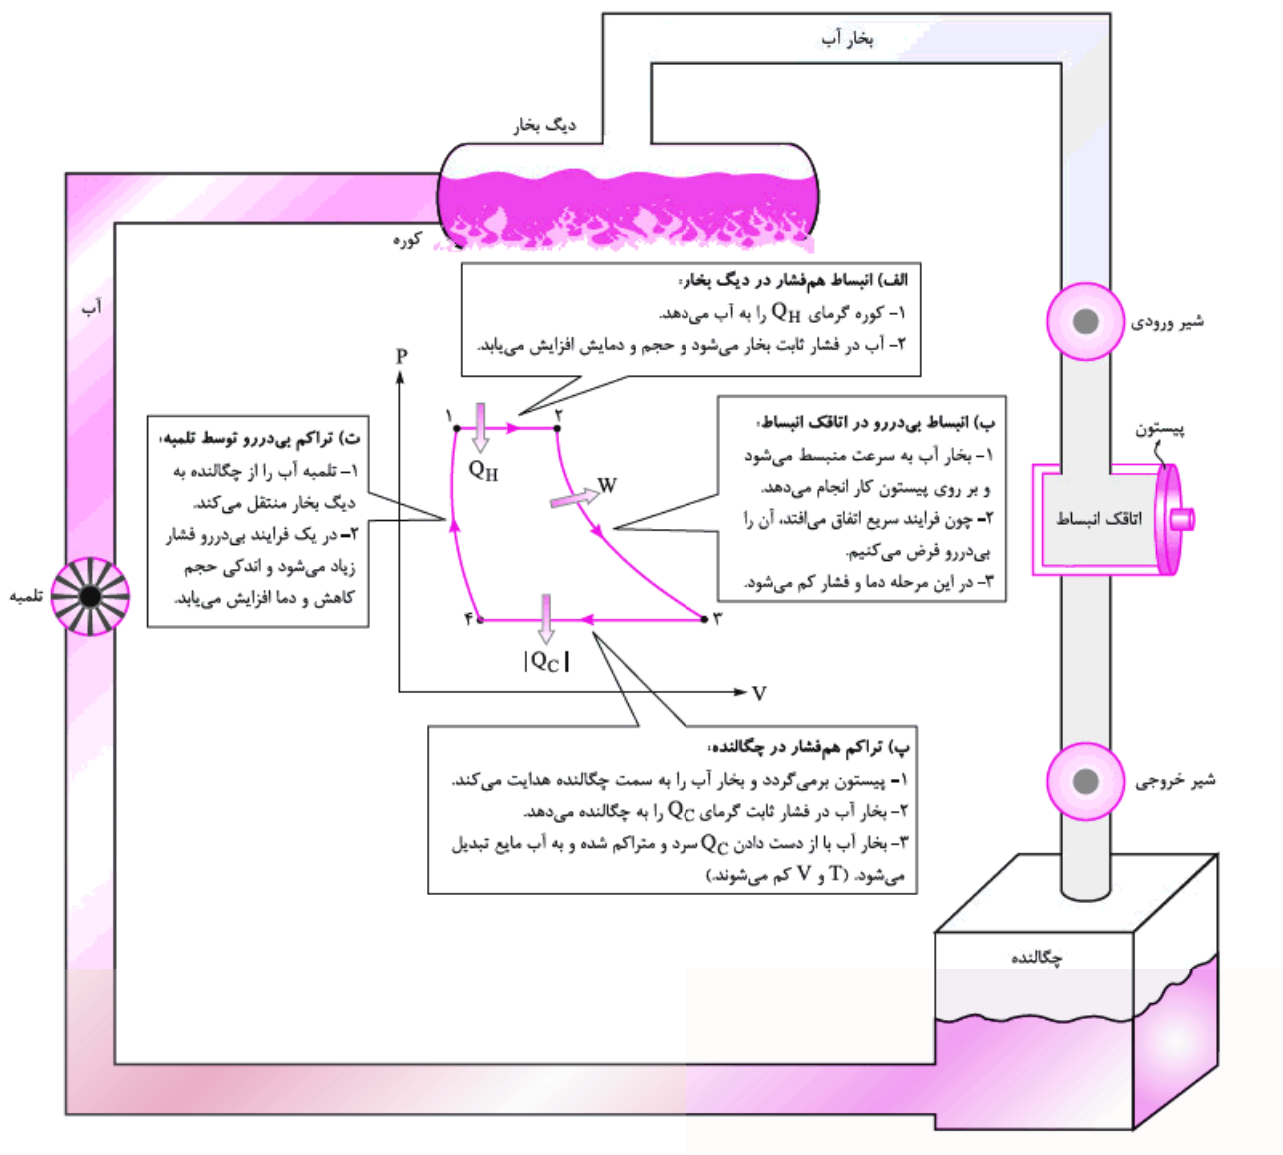 بخار آب
دیگ بخار
کوره
آب
شیر ورودی
الف) انبساط هم‌فشار در دیگ بخار:
۱- کوره گرمای QH را به آب می‌دهد.
۲- آب در فشار ثابت بخار می‌شود و حجم و دمایش افزایش می‌یابد.
P
۱
۲
QH
W
ب) انبساط بی‌دررو در اتاقک انبساط:
۱- بخار آب به سرعت منبسط می‌شود
و بر روی پیستون کار انجام می‌دهد.
۲- چون فرایند سریع اتفاق می‌افتد، آن را
بی‌دررو فرض می‌کنیم.
۳- در این مرحله دما و فشار کم می‌شود.
پیستون
اتاقک انبساط
ت) تراکم بی‌دررو توسط تلمبه:
۱- تلمبه آب را از چگالنده به
دیگ بخار منتقل می‌کند.
۲- در یک فرایند بی‌دررو فشار
زیاد می‌شود و اندکی حجم
کاهش و دما افزایش می‌یابد.
تلمبه
۴
۳
|QC|
V
پ) تراکم هم‌فشار در چگالنده:
۱- پیستون برمی‌گردد و بخار آب را به سمت چگالنده هدایت می‌کند.
۲- بخار آب در فشار ثابت گرمای QC را به چگالنده می‌دهد.
۳- بخار آب با از دست دادن QC سرد و متراکم شده و به آب مایع تبدیل
می‌شود. (T و V کم می‌شوند.)
شیر خروجی
چگالنده